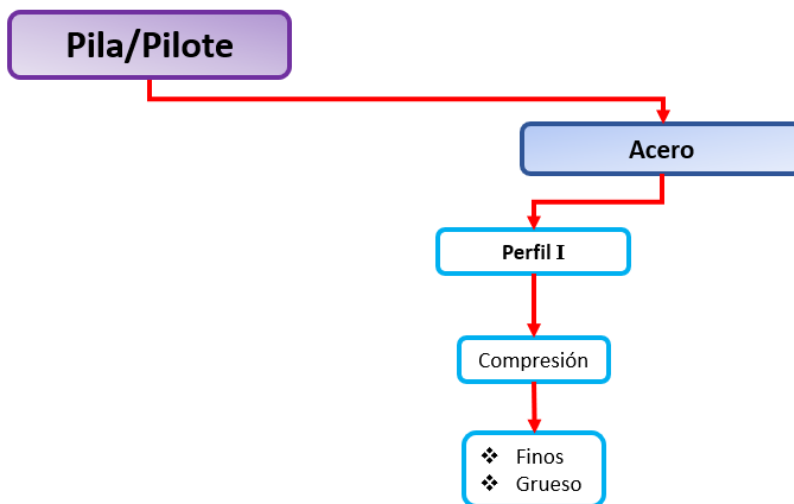 Pila/Pilote
Acero
Perfil I
Compresión
❖ Finos
❖ Grueso